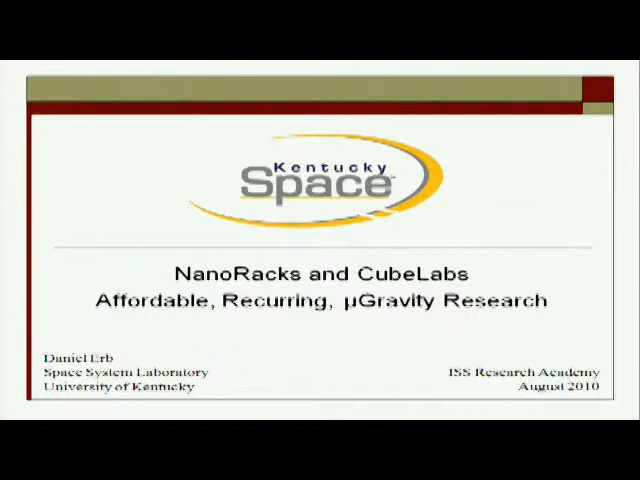 Kentucky
Space™
NanoRacks and CubeLabs
Affordable, Recurring, µGravity Research
Daniel Erb
Space System Laboratory
University of Kentucky
ISS Research Academy
August 2010